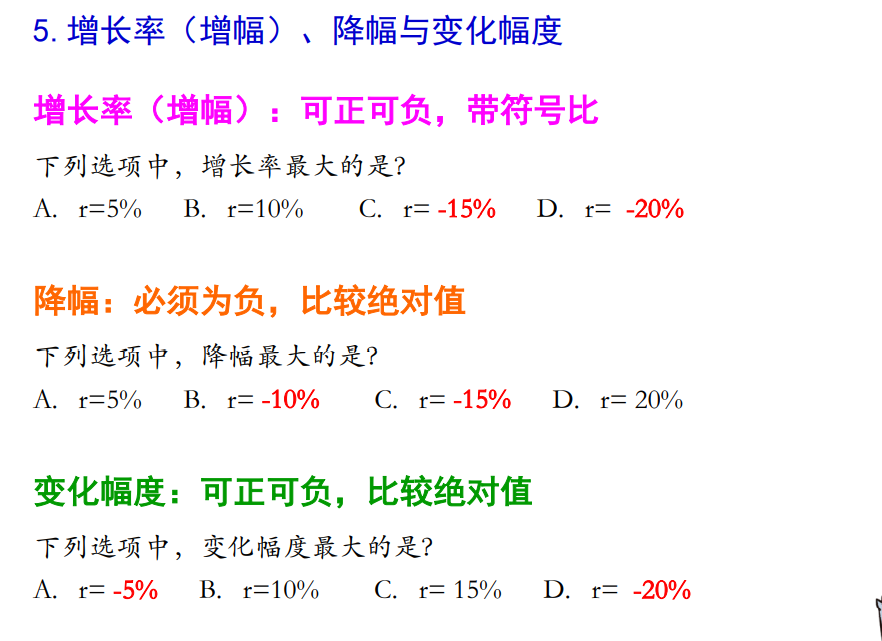 5.增长率（增幅）、降幅与变化幅度
增长率（增幅）：可正可负，带符号比
下列选项中，增长率最大的是?
A. r=5% B. r=10% C. r= -15% D. r= -20%
降幅：必须为负，比较绝对值
下列选项中，降幅最大的是?
A. r=5% B. r= -10% C. r= -15% D. r= 20%
变化幅度：可正可负，比较绝对值
下列选项中，变化幅度最大的是?
A. r= -5% B. r=10% C. r= 15% D. r= -20%